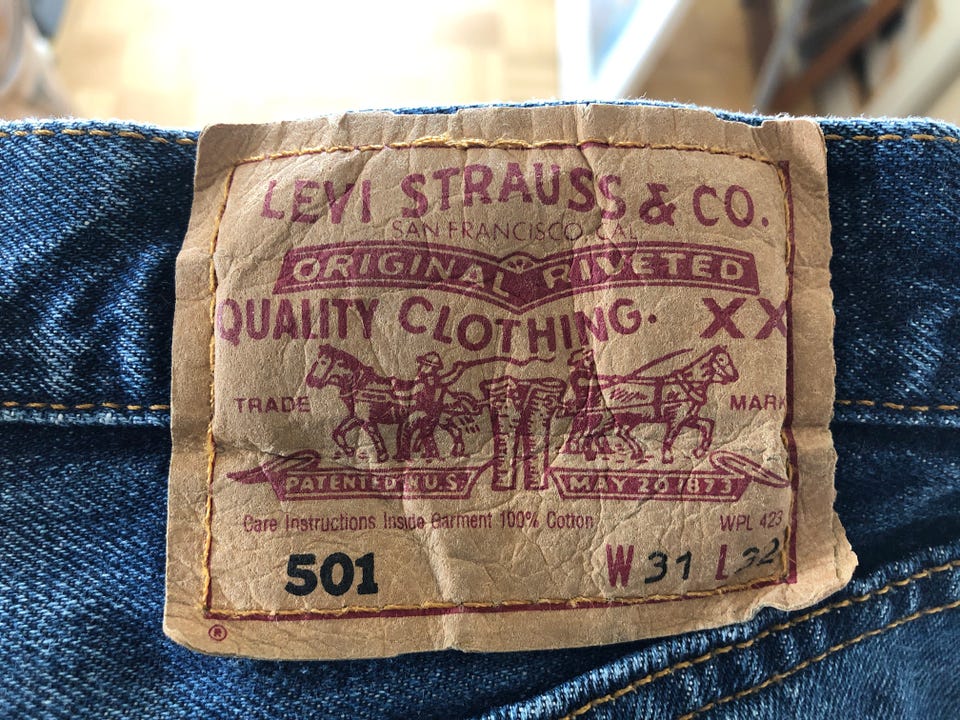 LEVI STRAUSS & CO.
SAN FRANCISCO, CAL.
ORIGINAL RIVETED
QUALITY CLOTHING. XX
TRADE MARK
PATENTED IN U.S. MAY 20 1873
Care Instructions Inside Garment 100% Cotton WPL 423
501 W 31 L 32
®